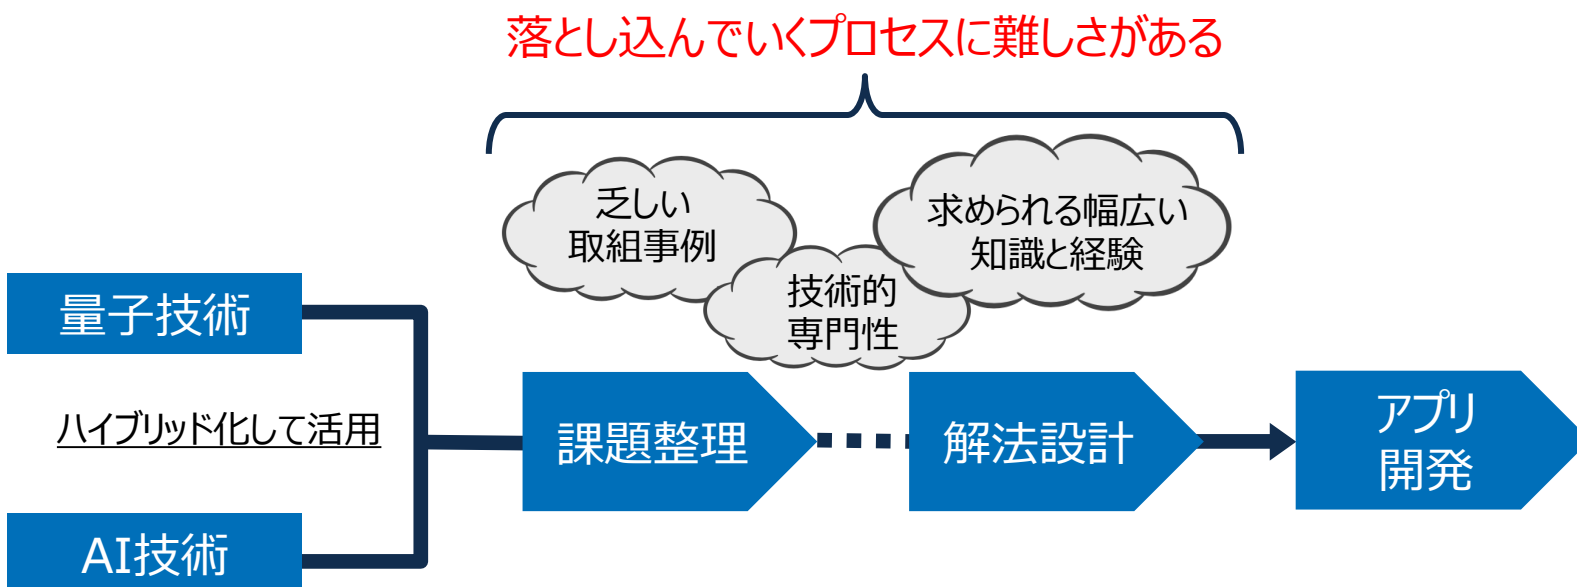 落とし込んでいくプロセスに難しさがある
乏しい
取組事例
求められる幅広い
知識と経験
技術的
専門性
量子技術
ハイブリッド化して活用
AI技術
課題整理
解法設計
アプリ
開発